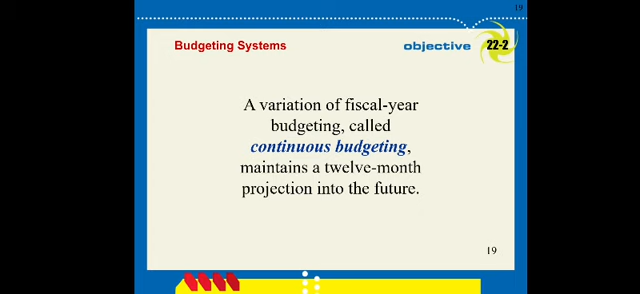 19
Budgeting Systems objective 22-2
A variation of fiscal-year
budgeting, called
continuous budgeting,
maintains a twelve-month
projection into the future.
19